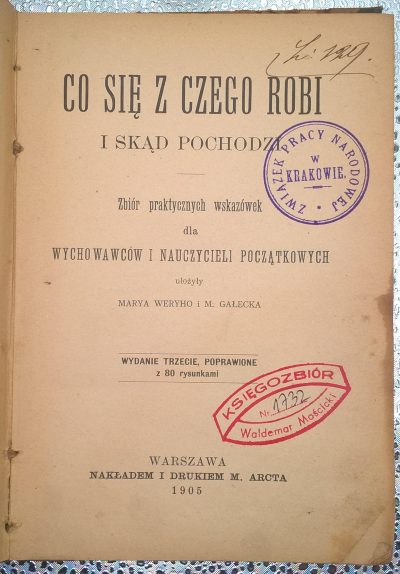 129.
CO SIĘ Z CZEGO ROBI
I SKĄD POCHODZI
ZWIĄZEK PRACY NARODOWEJ
W
KRAKOWIE.
Zbiór praktycznych wskazówek
dla
WYCHOWAWCÓW I NAUCZYCIELI POCZĄTKOWYCH
ułożyły
MARYA WERYHO i M. GAŁECKA
WYDANIE TRZECIE, POPRAWIONE
z 80 rysunkami
KSIĘGOZBIÓR
Nr. 1732
Waldemar Mościcki
WARSZAWA
NAKŁADEM I DRUKIEM M. ARCTA
1905